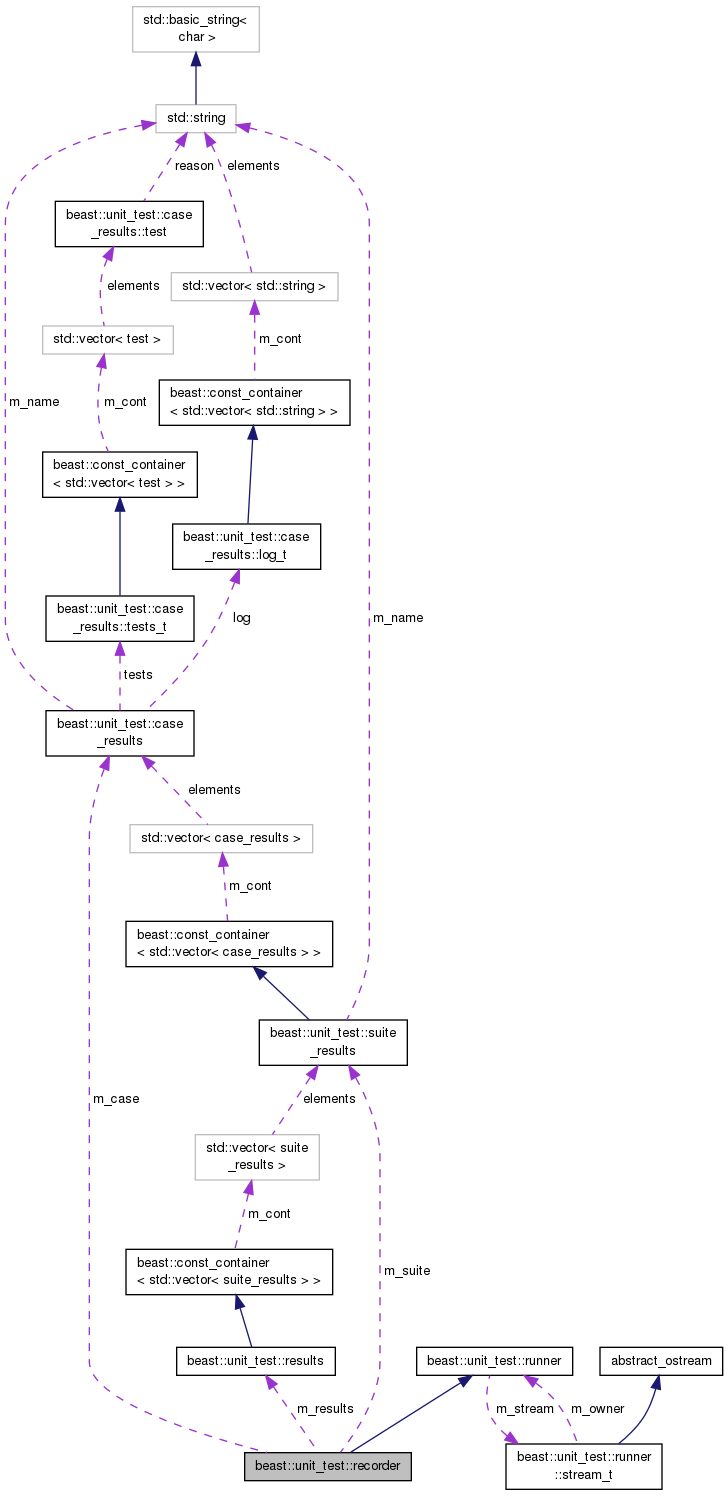 std::basic_string<
char >
std::string
reason
elements
beast::unit_test::case
_results::test
std::vector< std::string >
elements
std::vector< test >
m_cont
beast::const_container
< std::vector< std::string > >
m_name
m_cont
beast::const_container
< std::vector< test > >
beast::unit_test::case
_results::log_t
beast::unit_test::case
_results::tests_t
log
m_name
tests
beast::unit_test::case
_results
elements
std::vector< case_results >
m_cont
beast::const_container
< std::vector< case_results > >
beast::unit_test::suite
_results
m_case
elements
std::vector< suite
_results >
m_cont
beast::const_container
< std::vector< suite_results > >
m_suite
beast::unit_test::results
beast::unit_test::runner
abstract_ostream
m_results
m_stream
m_owner
beast::unit_test::recorder
beast::unit_test::runner
::stream_t